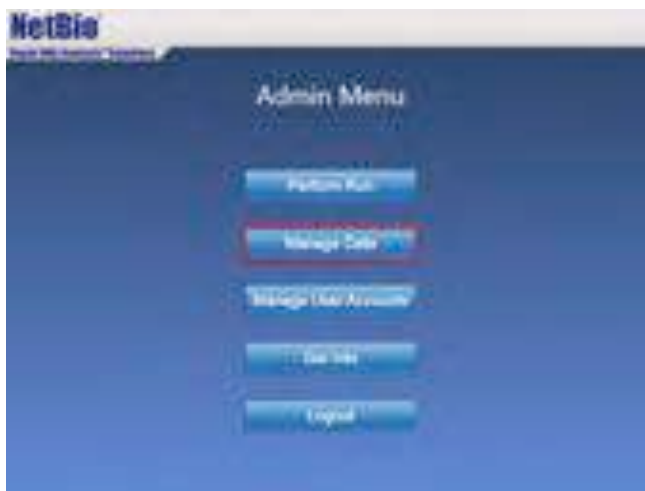 NetBio
Admin Menu
Perform Run
Manage Data
Manage User Accounts
Logout